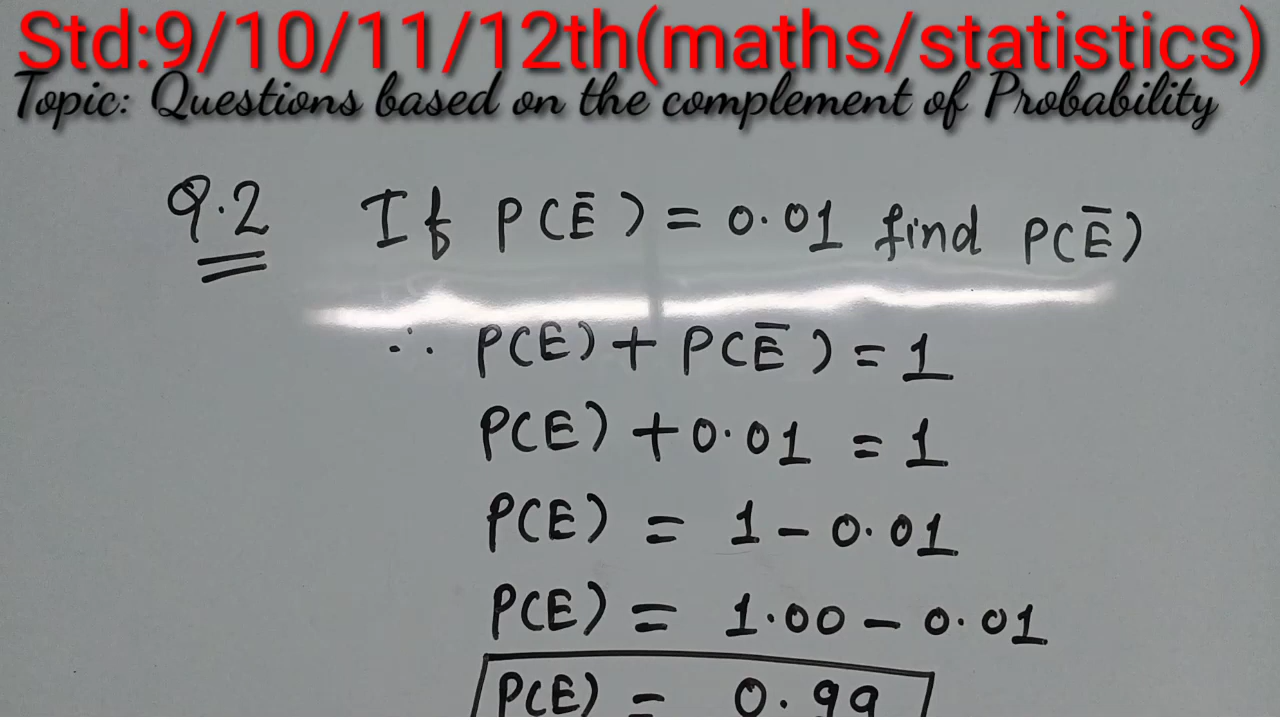 Std:9/10/11/12th(maths/statistics)
Topic: Questions based on the complement of Probability
Q.2 If P(Ē) = 0.01 find P(Ē)
∴ P(E) + P(Ē) = 1
P(E) + 0.01 = 1
P(E) = 1 - 0.01
P(E) = 1.00 - 0.01
P(E) = 0.99